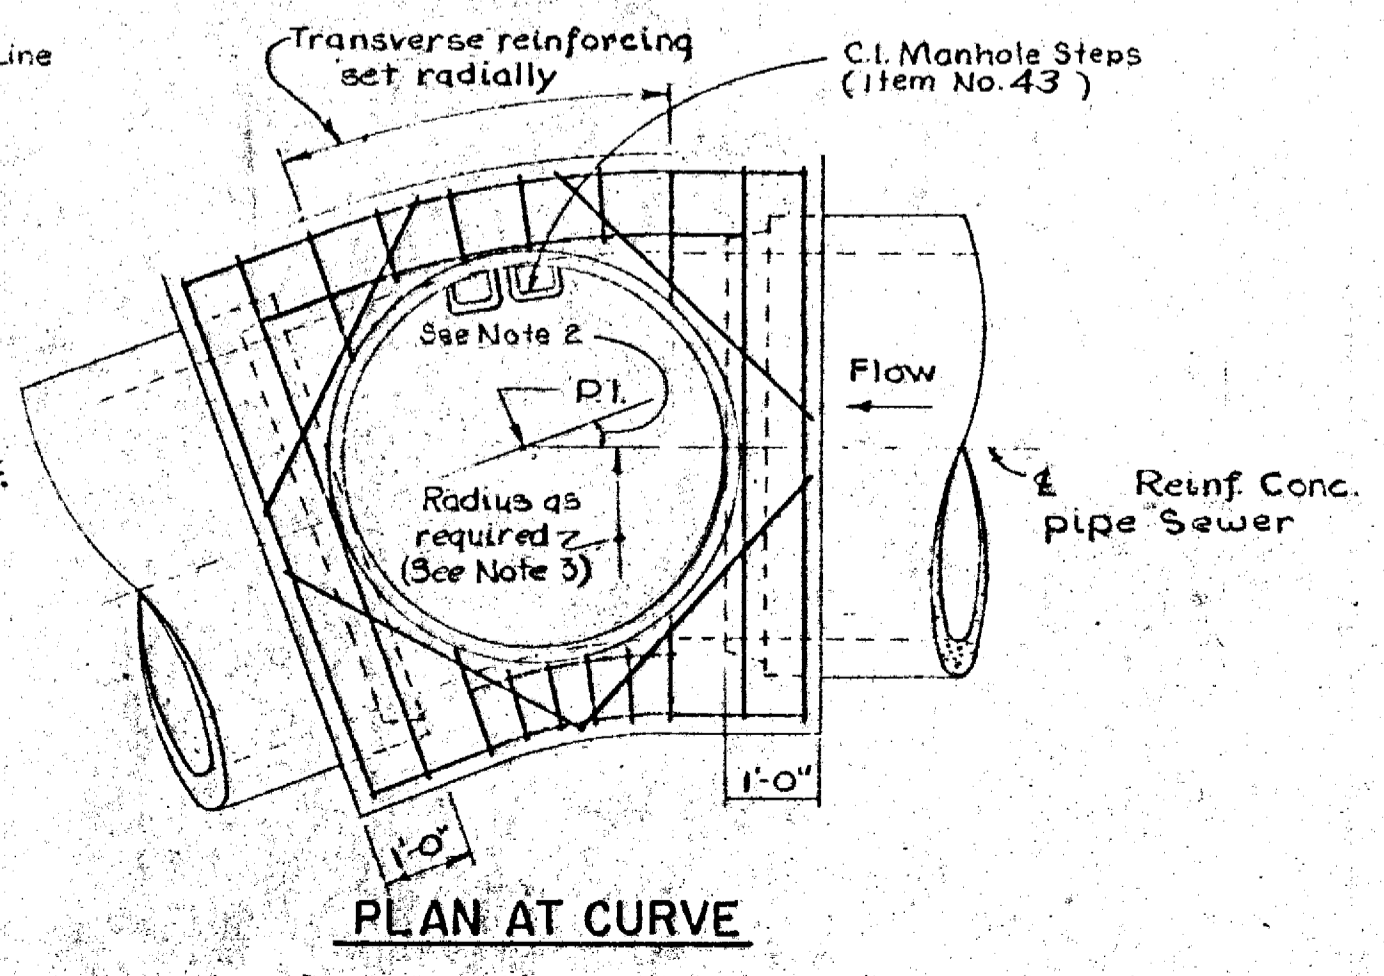 Line
Transverse reinforcing
set radially
C.I. Manhole Steps
(Item No. 43 )
See Note 2
P.I.
Flow
Radius as
required
(See Note 3)
℄ Reinf. Conc.
pipe Sewer
1'-0"
1'-0"
PLAN AT CURVE